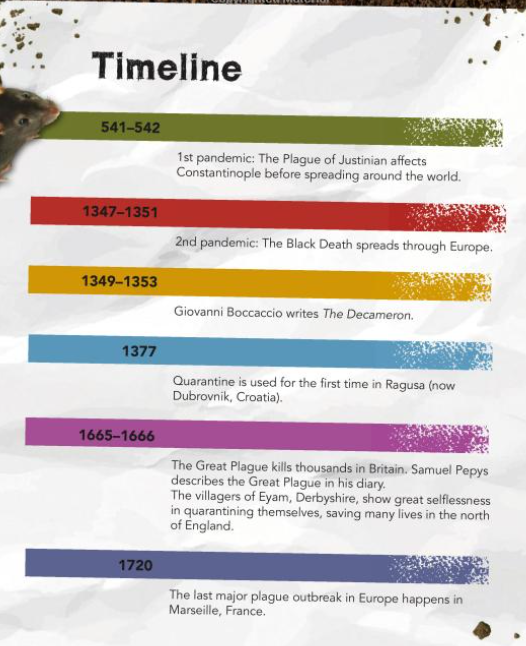 Timeline
541–542
1st pandemic: The Plague of Justinian affects
Constantinople before spreading around the world.
1347–1351
2nd pandemic: The Black Death spreads through Europe.
1349–1353
Giovanni Boccaccio writes The Decameron.
1377
Quarantine is used for the first time in Ragusa (now
Dubrovnik, Croatia).
1665–1666
The Great Plague kills thousands in Britain. Samuel Pepys
describes the Great Plague in his diary.
The villagers of Eyam, Derbyshire, show great selflessness
in quarantining themselves, saving many lives in the north
of England.
1720
The last major plague outbreak in Europe happens in
Marseille, France.